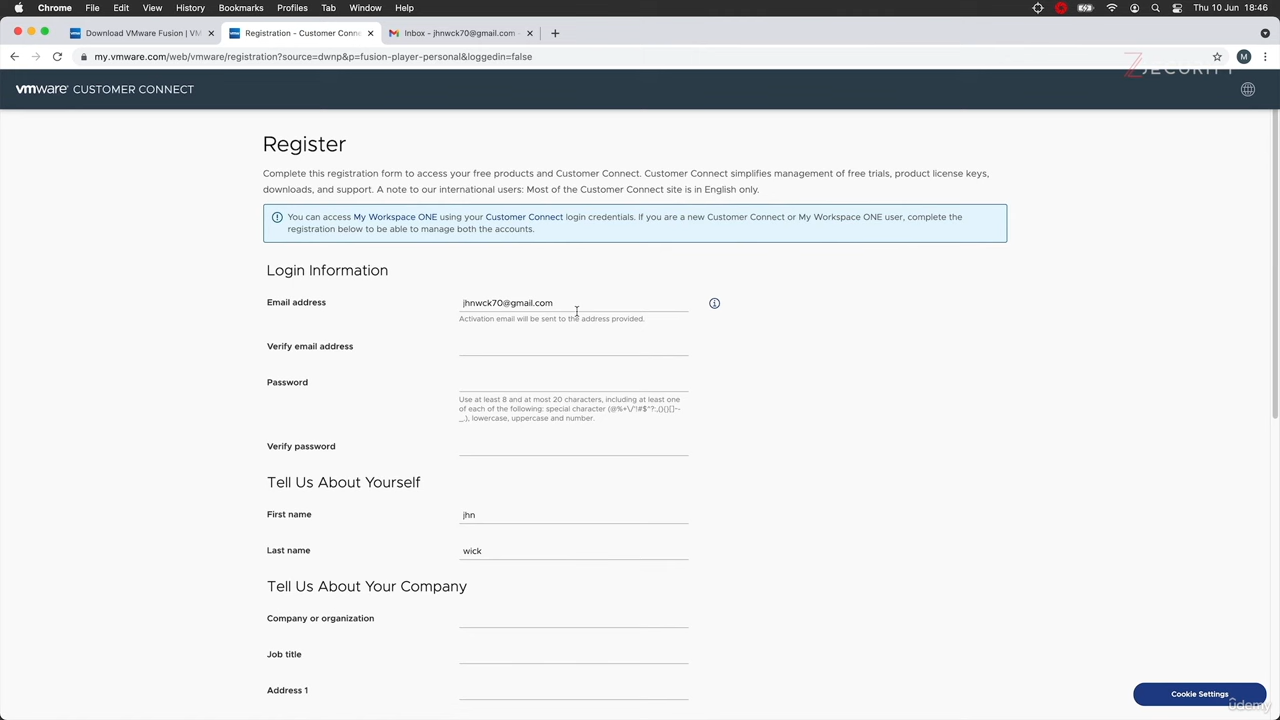 Chrome File Edit View History Bookmarks Profiles Tab Window Help Thu 10 Jun 18:46
Download VMware Fusion | VM Registration - Customer Conne Inbox - jhnwck70@gmail.com -
my.vmware.com/web/vmware/registration?source=dwnp&p=fusion-player-personal&loggedin=false M
ZSECURITY
vmware CUSTOMER CONNECT
Register
Complete this registration form to access your free products and Customer Connect. Customer Connect simplifies management of free trials, product license keys,
downloads, and support. A note to our international users: Most of the Customer Connect site is in English only.
You can access My Workspace ONE using your Customer Connect login credentials. If you are a new Customer Connect or My Workspace ONE user, complete the
registration below to be able to manage both the accounts.
Login Information
Email address jhnwck70@gmail.com
Activation email will be sent to the address provided.
Verify email address
Password
Use at least 8 and at most 20 characters, including at least one
of each of the following: special character (@%+\/'!#$^?:,(){}[]~-
_.), lowercase, uppercase and number.
Verify password
Tell Us About Yourself
First name jhn
Last name wick
Tell Us About Your Company
Company or organization
Job title
Address 1
Cookie Settings
ûdemy